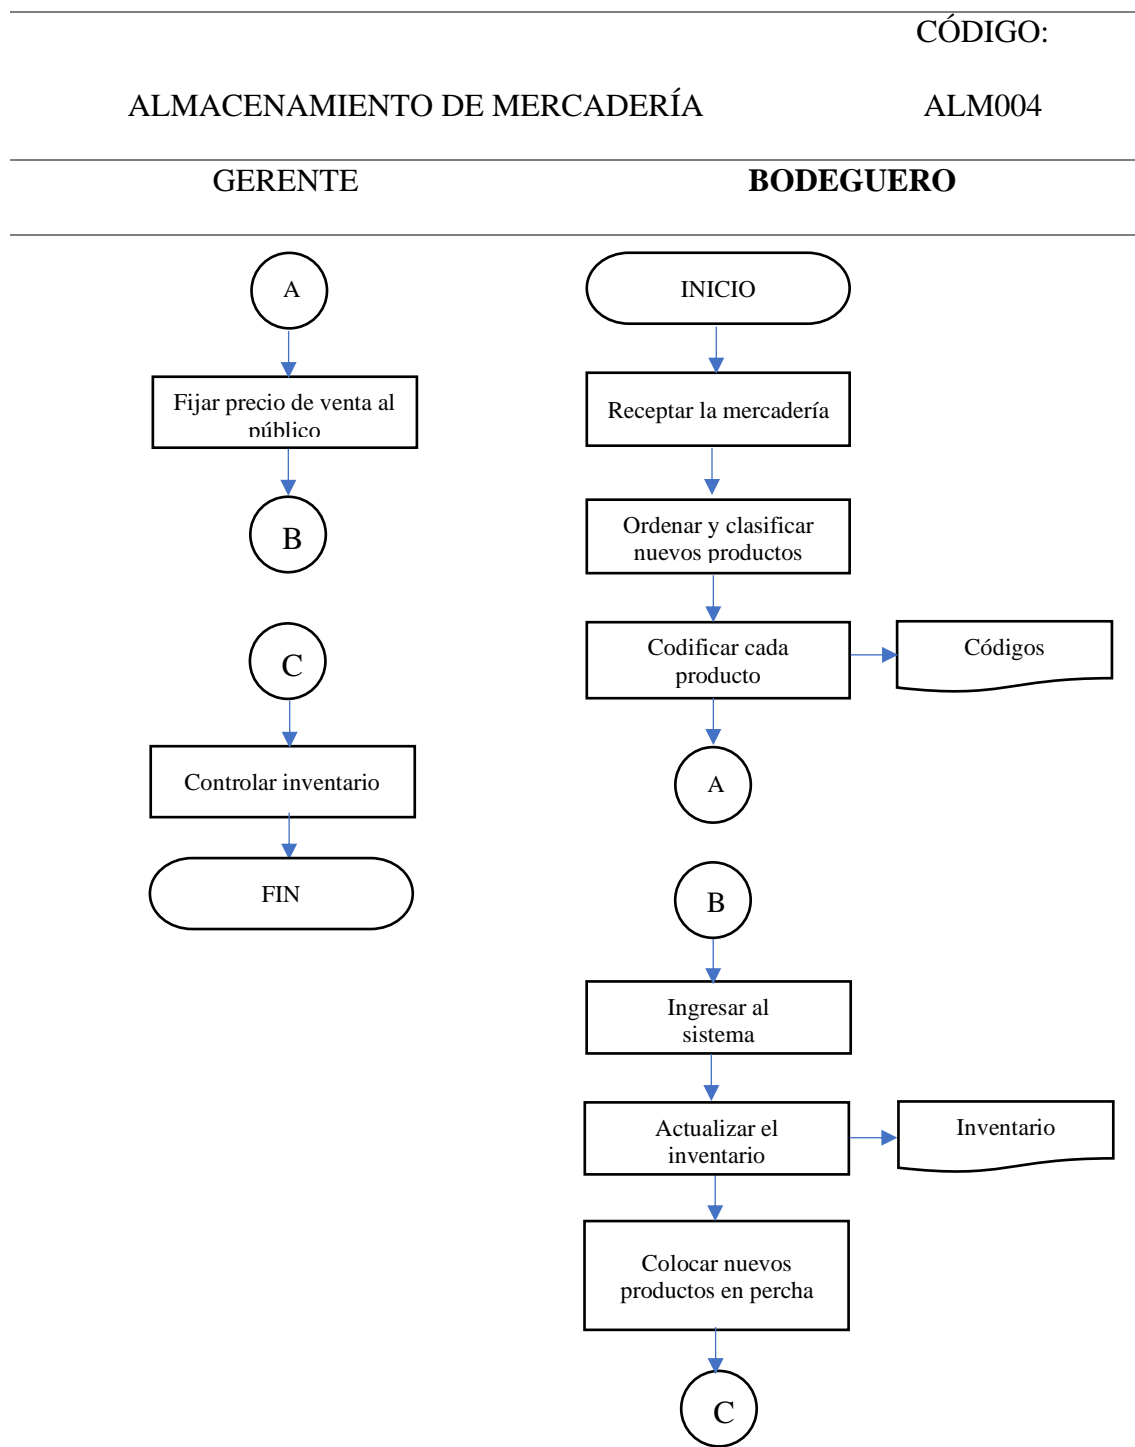 CÓDIGO:
ALMACENAMIENTO DE MERCADERÍA ALM004
GERENTE BODEGUERO
A
Fijar precio de venta al
público
B
C
Controlar inventario
FIN
INICIO
Receptar la mercadería
Ordenar y clasificar
nuevos productos
Codificar cada
producto
Códigos
A
B
Ingresar al
sistema
Actualizar el
inventario
Inventario
Colocar nuevos
productos en percha
C